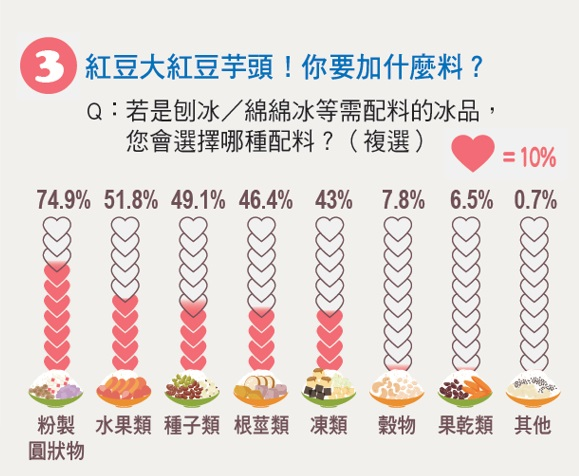 3 紅豆大紅豆芋頭！你要加什麼料？
Q：若是刨冰／綿綿冰等需配料的冰品，
您會選擇哪種配料？（複選）
= 10%
74.9% 51.8% 49.1% 46.4% 43% 7.8% 6.5% 0.7%
粉製 水果類 種子類 根莖類 凍類 穀物 果乾類 其他
圓狀物